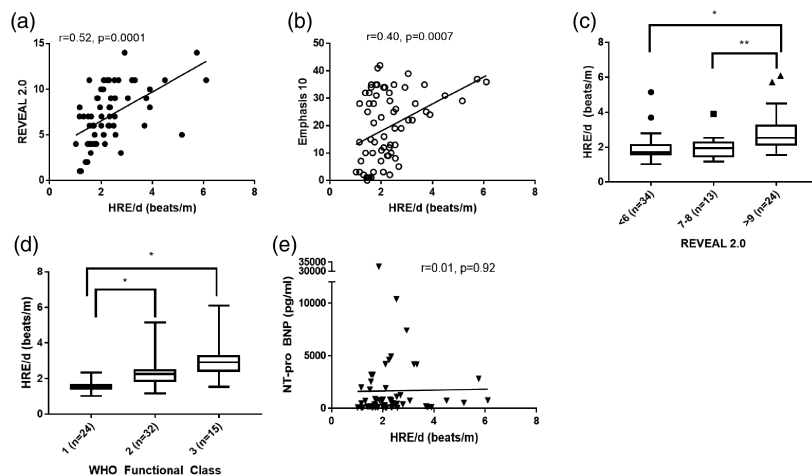 (a)
r=0.52, p=0.0001
15
10
5
0
REVEAL 2.0
0 2 4 6 8
HRE/d (beats/m)
(b)
r=0.40, p=0.0007
50
40
30
20
10
0
Emphasis 10
0 2 4 6 8
HRE/d (beats/m)
(c)
*
**
8
6
4
2
0
HRE/d (beats/m)
<6 (n=34)
7-8 (n=13)
>9 (n=24)
REVEAL 2.0
(d)
*
*
8
6
4
2
0
HRE/d (beats/m)
1 (n=24)
2 (n=32)
3 (n=15)
WHO Functional Class
(e)
r=0.01, p=0.92
35000
30000
10000
5000
0
NT-pro BNP (pg/ml)
0 2 4 6 8
HRE/d (beats/m)